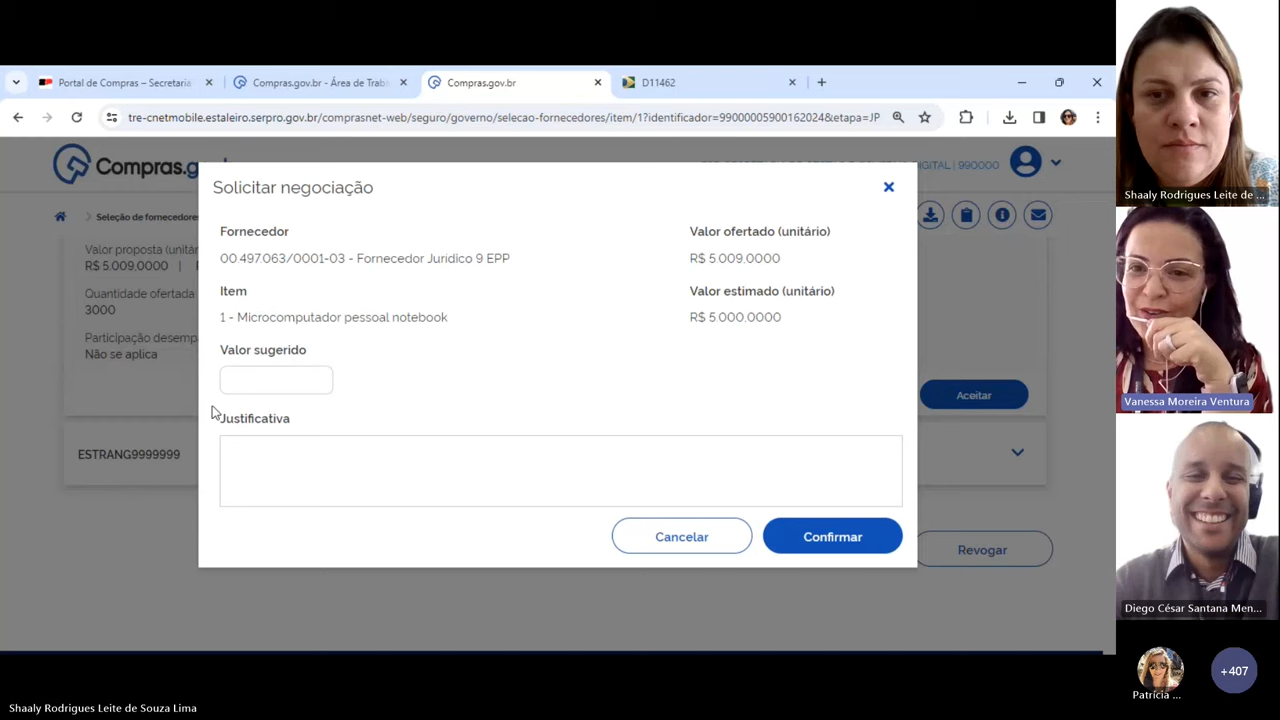 Portal de Compras – Secretaria
Compras.gov.br - Área de Trab
Compras.gov.br
D11462
tre-cnetmobile.estaleiro.serpro.gov.br/comprasnet-web/seguro/governo/selecao-fornecedores/item/1?identificador=99000005900162024&etapa=JP
Compras.g
DIGITAL | 990000
Seleção de fornecedores
Solicitar negociação
Valor proposta (unitár
R$ 5.009,0000 |
Quantidade ofertada
3000
Participação desemp
Não se aplica
Fornecedor
00.497.063/0001-03 - Fornecedor Juridico 9 EPP
Valor ofertado (unitário)
R$ 5.009,0000
Item
1 - Microcomputador pessoal notebook
Valor estimado (unitário)
R$ 5.000,0000
Valor sugerido
Justificativa
Aceitar
ESTRANG9999999
Cancelar
Confirmar
Revogar
Shaaly Rodrigues Leite de ...
Vanessa Moreira Ventura
Diego César Santana Men...
Patrícia ...
+407
Shaaly Rodrigues Leite de Souza Lima